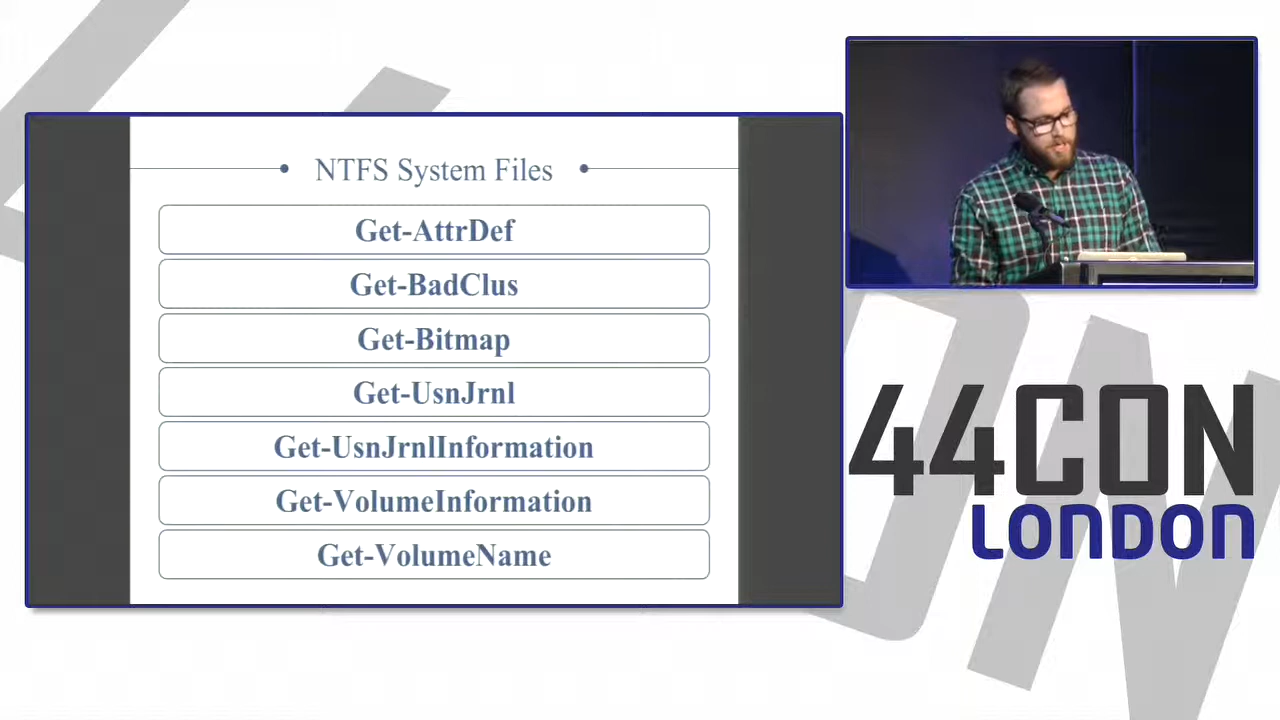 NTFS System Files
Get-AttrDef
Get-BadClus
Get-Bitmap
Get-UsnJrnl
Get-UsnJrnlInformation
Get-VolumeInformation
Get-VolumeName
44CON
LONDON